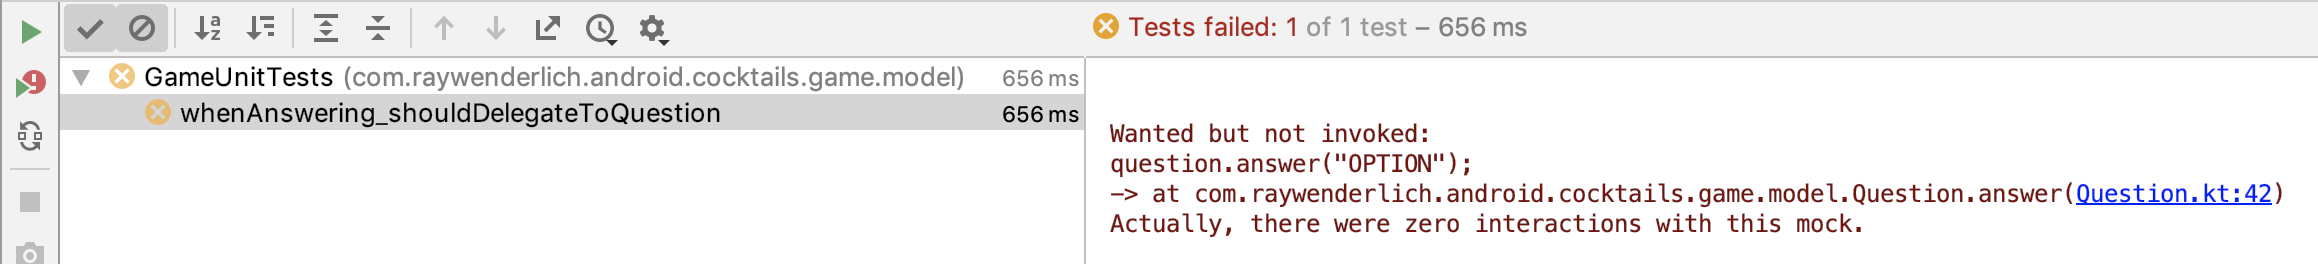 Tests failed: 1 of 1 test – 656 ms
GameUnitTests (com.raywenderlich.android.cocktails.game.model) 656 ms
whenAnswering_shouldDelegateToQuestion 656 ms
Wanted but not invoked:
question.answer("OPTION");
-> at com.raywenderlich.android.cocktails.game.model.Question.answer(Question.kt:42)
Actually, there were zero interactions with this mock.